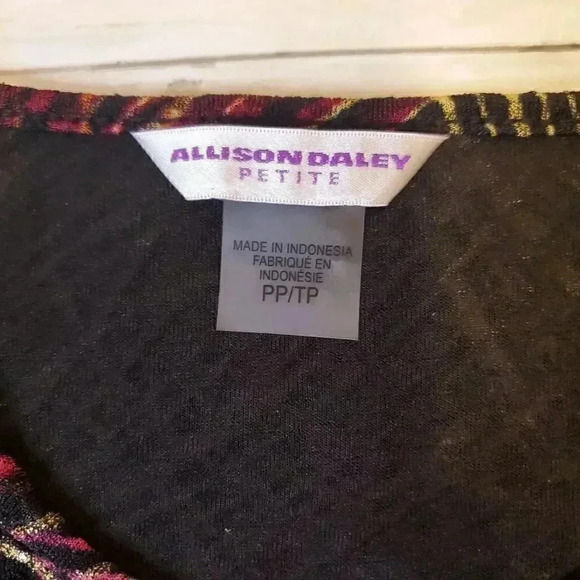 ALLISON DALEY
PETITE
MADE IN INDONESIA
FABRIQUÉ EN
INDONÉSIE
PP/TP